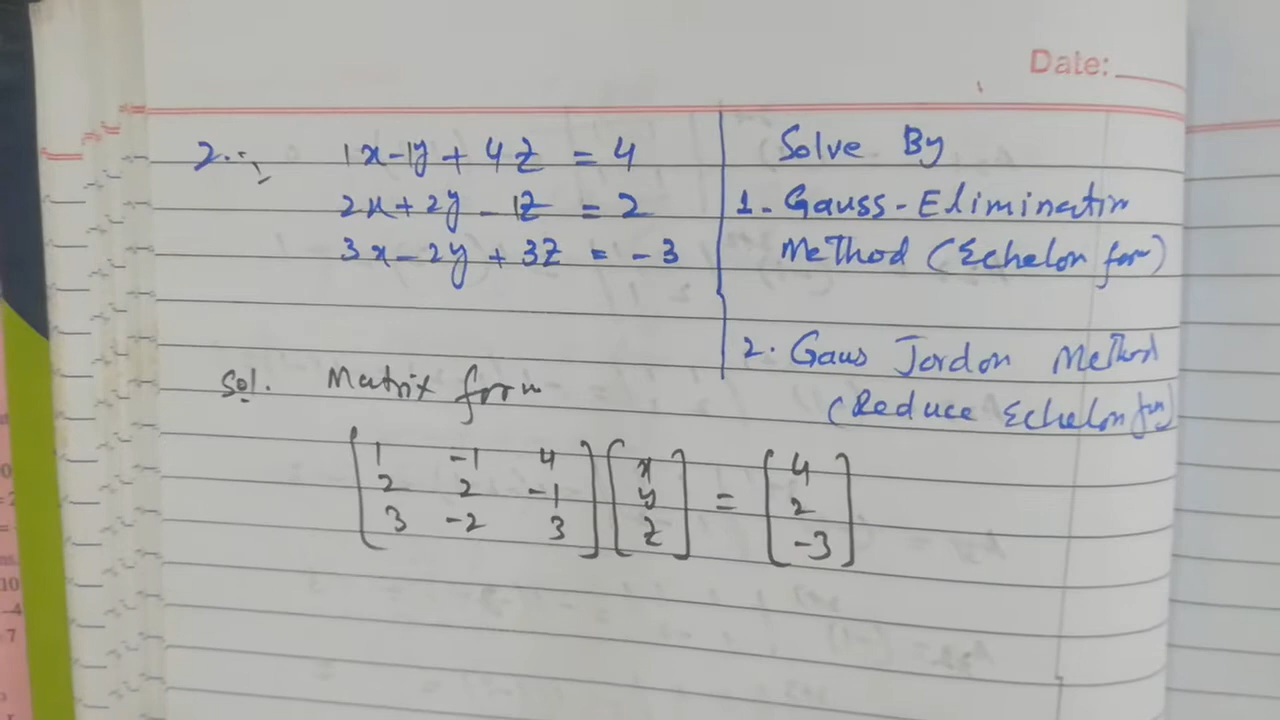 Date:
2.
1x-1y + 4z = 4
2x+2y - 1z = 2
3x-2y + 3z = -3
Solve By
1. Gauss-Elimination
Method (Echelon form)
2. Gaus Jordon Method
(Reduce Echelon form)
Sol. Matrix form
[1 -1 4] [x] = [4]
[2 2 -1] [y] [2]
[3 -2 3] [z] [-3]